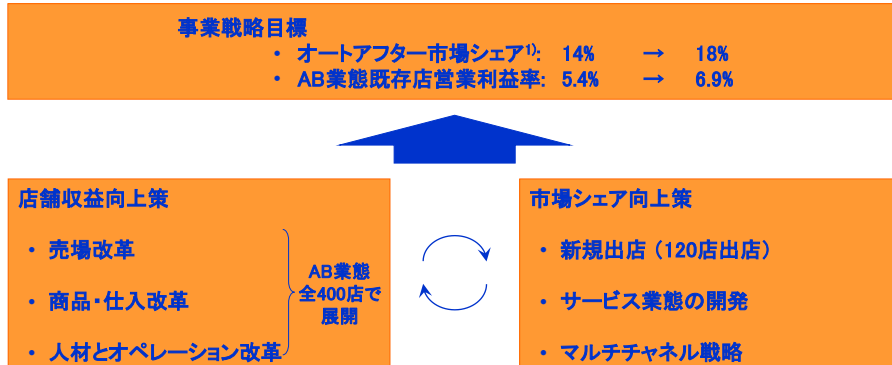 事業戦略目標
・ オートアフター市場シェア1): 14% → 18%
・ AB業態既存店営業利益率: 5.4% → 6.9%
店舗収益向上策
・ 売場改革
・ 商品・仕入改革
・ 人材とオペレーション改革
AB業態
全400店で
展開
市場シェア向上策
・ 新規出店（120店出店）
・ サービス業態の開発
・ マルチチャネル戦略